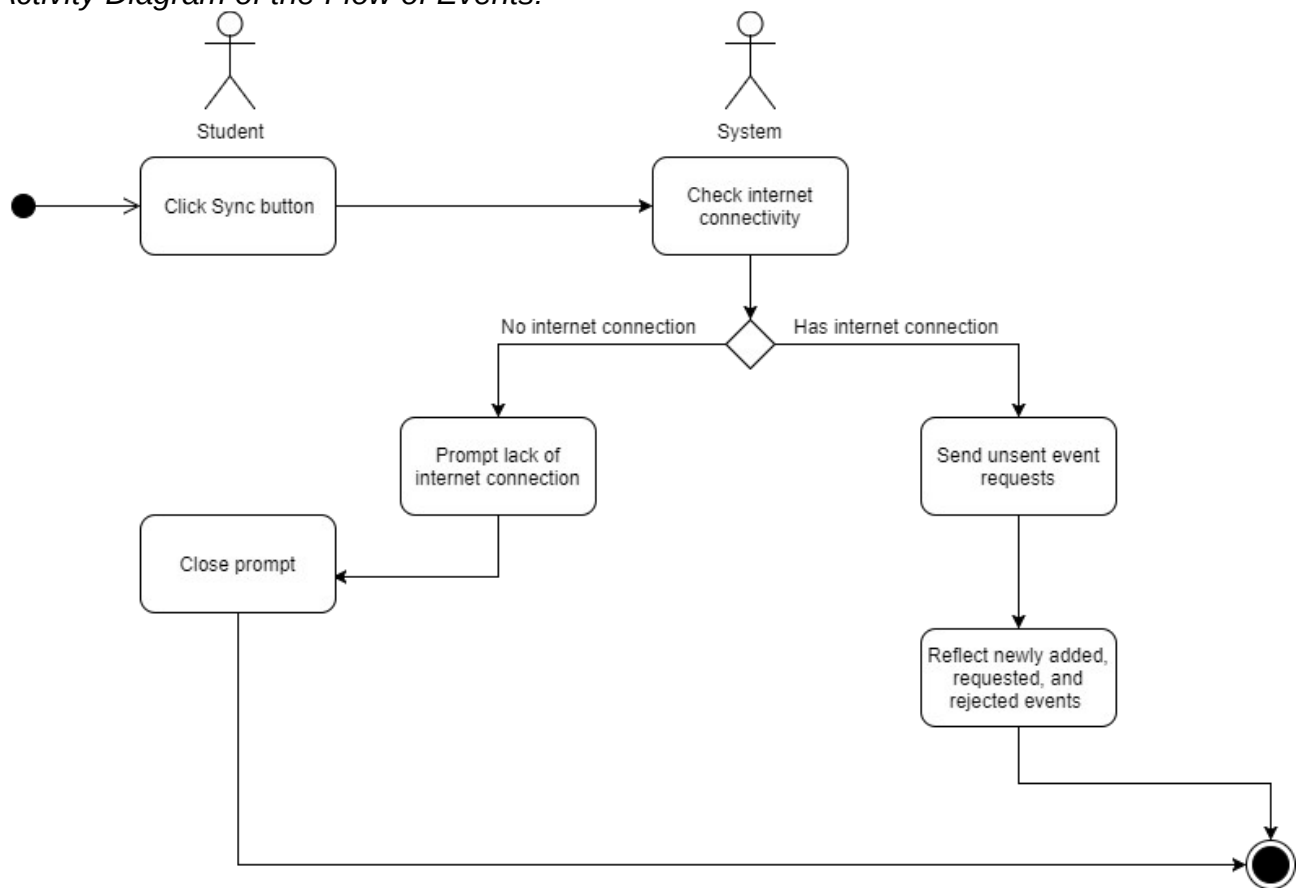 Activity Diagram of the Flow of Events:
Student
System
Click Sync button
Check internet
connectivity
No internet connection
Has internet connection
Prompt lack of
internet connection
Send unsent event
requests
Close prompt
Reflect newly added,
requested, and
rejected events